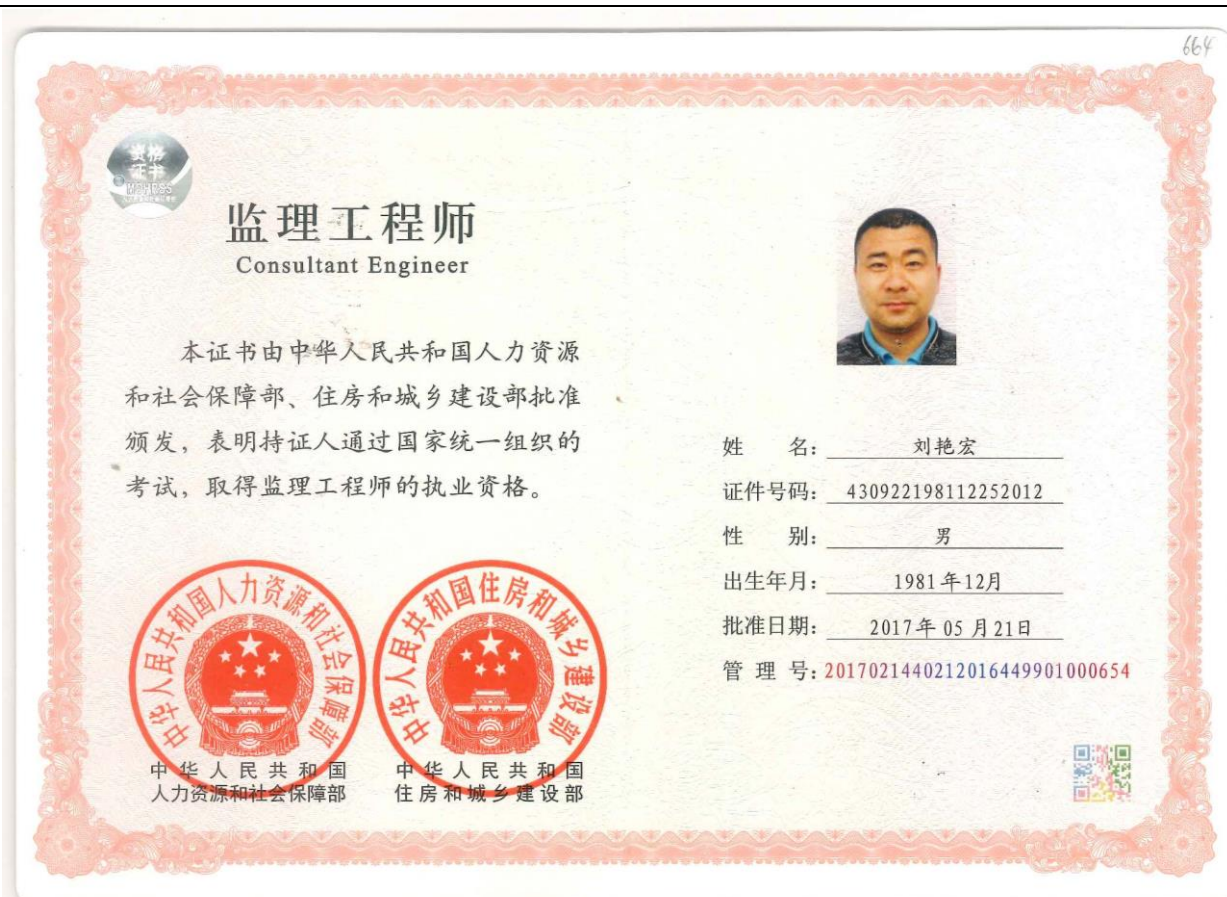 664
资格
证书
MOHRSS
监理工程师
Consultant Engineer
本证书由中华人民共和国人力资源
和社会保障部、住房和城乡建设部批准
颁发，表明持证人通过国家统一组织的
考试，取得监理工程师的执业资格。
姓 名： 刘艳宏
证件号码： 430922198112252012
性 别： 男
出生年月： 1981年12月
批准日期： 2017年05月21日
管 理 号：2017021440212016449901000654
中华人民共和国人力资源和社会保障部
中华人民共和国住房和城乡建设部
中华人民共和国
人力资源和社会保障部
中华人民共和国
住房和城乡建设部